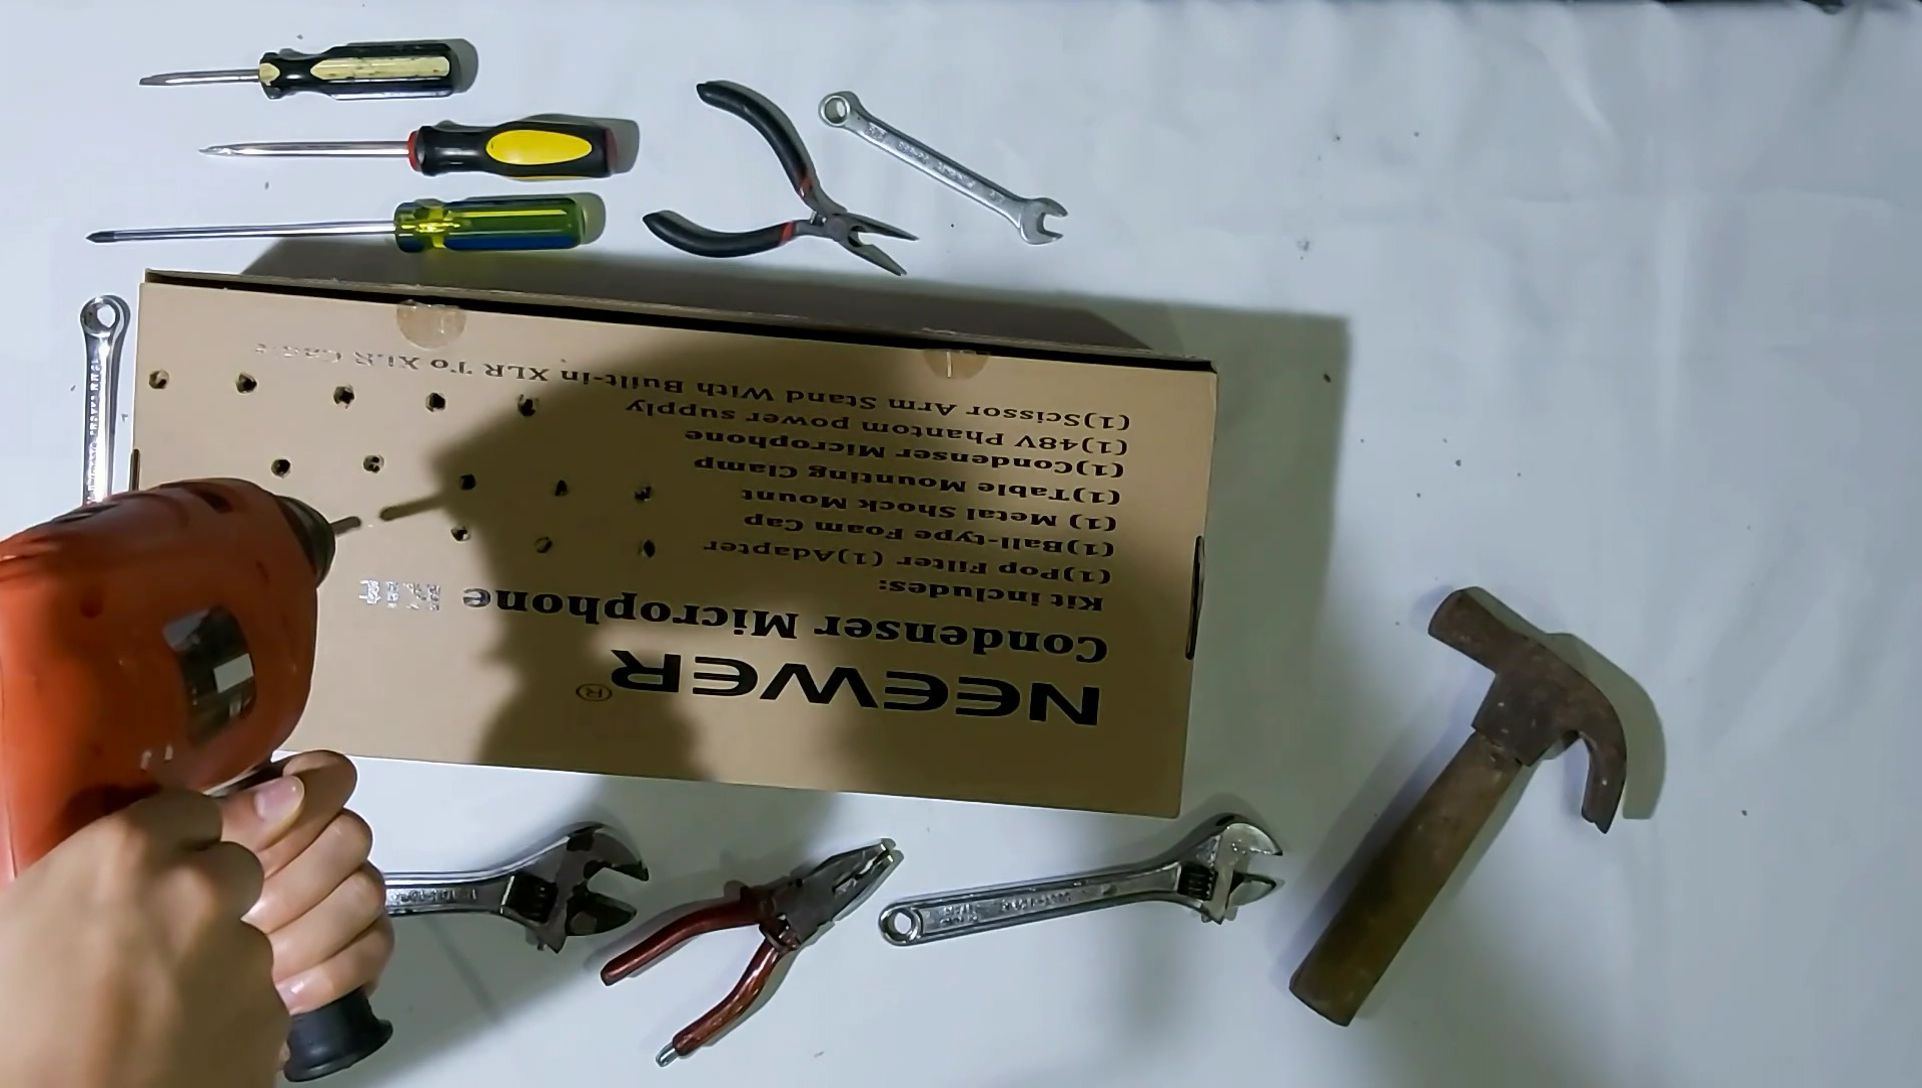 NEEWER®
Condenser Microphone Kit
Kit includes:
(1)Pop Filter (1)Adapter
(1)Ball-type Foam Cap
(1) Metal Shock Mount
(1)Table Mounting Clamp
(1)Condenser Microphone
(1)48V Phantom power supply
(1)Scissor Arm Stand With Built-in XLR To XLR Cable